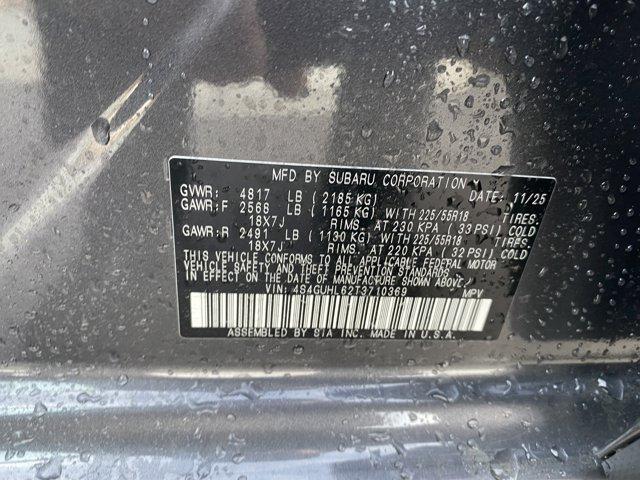 MFD BY SUBARU CORPORATION DATE: 11/25
GVWR: 4817 LB ( 2185 KG)
GAWR:F 2568 LB ( 1165 KG) WITH 225/55R18 TIRES,
18X7J RIMS, AT 230 KPA ( 33 PSI) COLD
GAWR:R 2491 LB ( 1130 KG) WITH 225/55R18 TIRES,
18X7J RIMS, AT 220 KPA ( 32 PSI) COLD
THIS VEHICLE CONFORMS TO ALL APPLICABLE FEDERAL MOTOR
VEHICLE SAFETY, BUMPER, AND THEFT PREVENTION STANDARDS
IN EFFECT ON THE DATE OF MANUFACTURE SHOWN ABOVE.
VIN: 4S4GUHL62T3710369 MPV
ASSEMBLED BY SIA INC. MADE IN U.S.A.